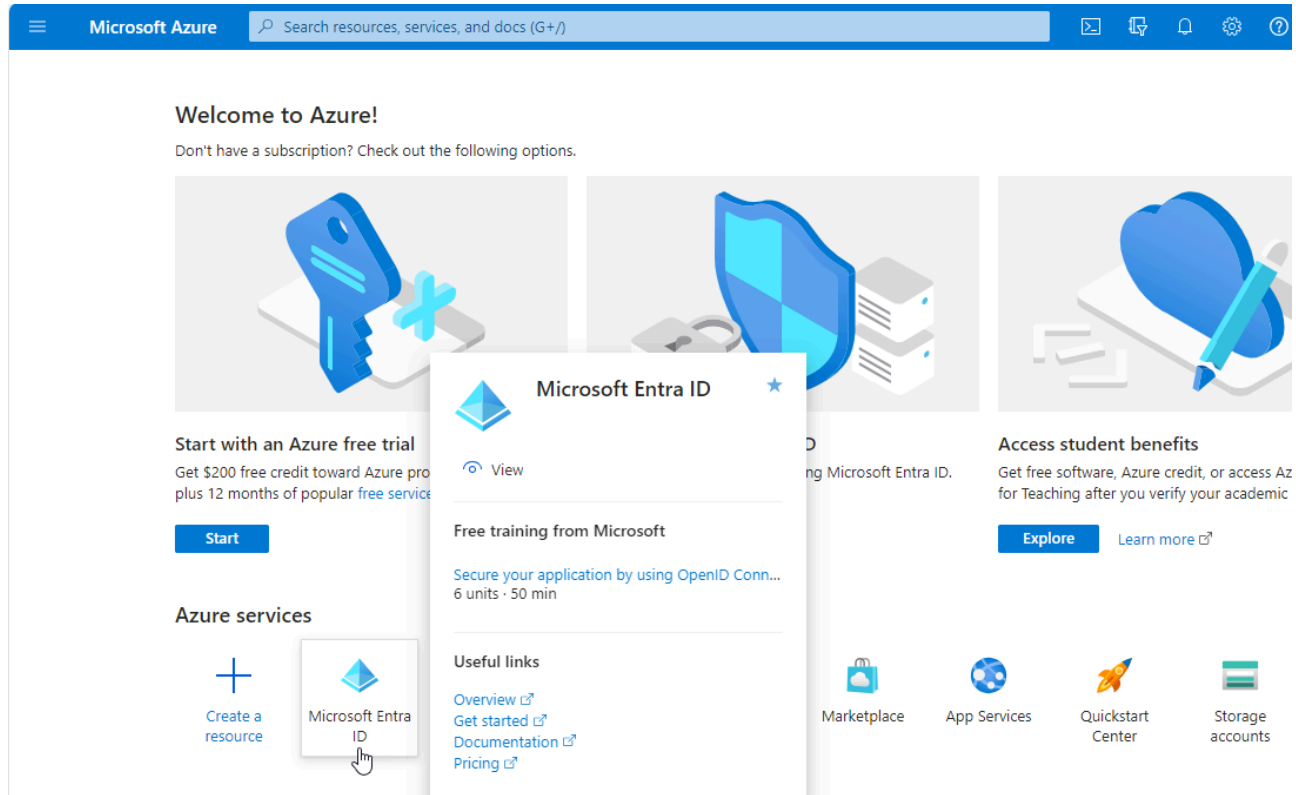 Microsoft Azure
Search resources, services, and docs (G+/)
Welcome to Azure!
Don't have a subscription? Check out the following options.
Start with an Azure free trial
Get $200 free credit toward Azure pro
plus 12 months of popular free service
Start
Microsoft Entra ID
View
Free training from Microsoft
Secure your application by using OpenID Conn...
6 units · 50 min
Useful links
Overview
Get started
Documentation
Pricing
D
ng Microsoft Entra ID.
Access student benefits
Get free software, Azure credit, or access Az
for Teaching after you verify your academic
Explore
Learn more
Azure services
Create a
resource
Microsoft Entra
ID
Marketplace
App Services
Quickstart
Center
Storage
accounts